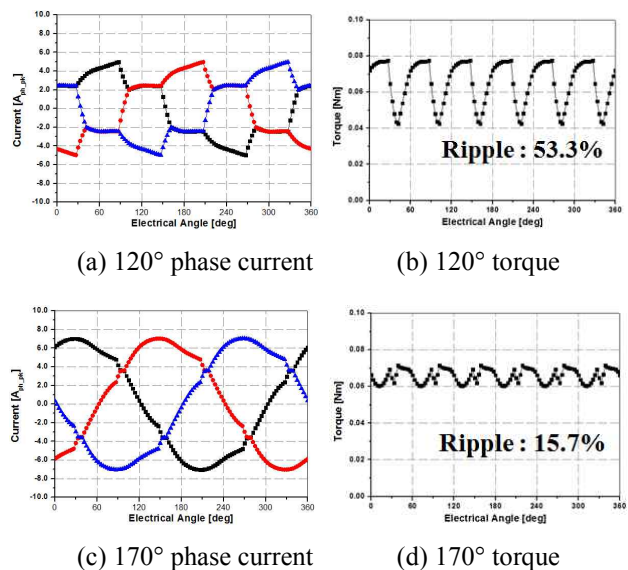 10.0
8.0
6.0
4.0
2.0
0.0
-2.0
-4.0
-6.0
-8.0
-10.0
Current [Aph_pk]
0 60 120 180 240 300 360
Electrical Angle [deg]
0.10
0.08
0.06
0.04
0.02
0.00
Torque [Nm]
Ripple : 53.3%
0 60 120 180 240 300 360
Electrical Angle [deg]
(a) 120° phase current
(b) 120° torque
10.0
8.0
6.0
4.0
2.0
0.0
-2.0
-4.0
-6.0
-8.0
-10.0
Current [Aph_pk]
0 60 120 180 240 300 360
Electrical Angle [deg]
0.10
0.08
0.06
0.04
0.02
0.00
Torque [Nm]
Ripple : 15.7%
0 60 120 180 240 300 360
Electrical Angle [deg]
(c) 170° phase current
(d) 170° torque